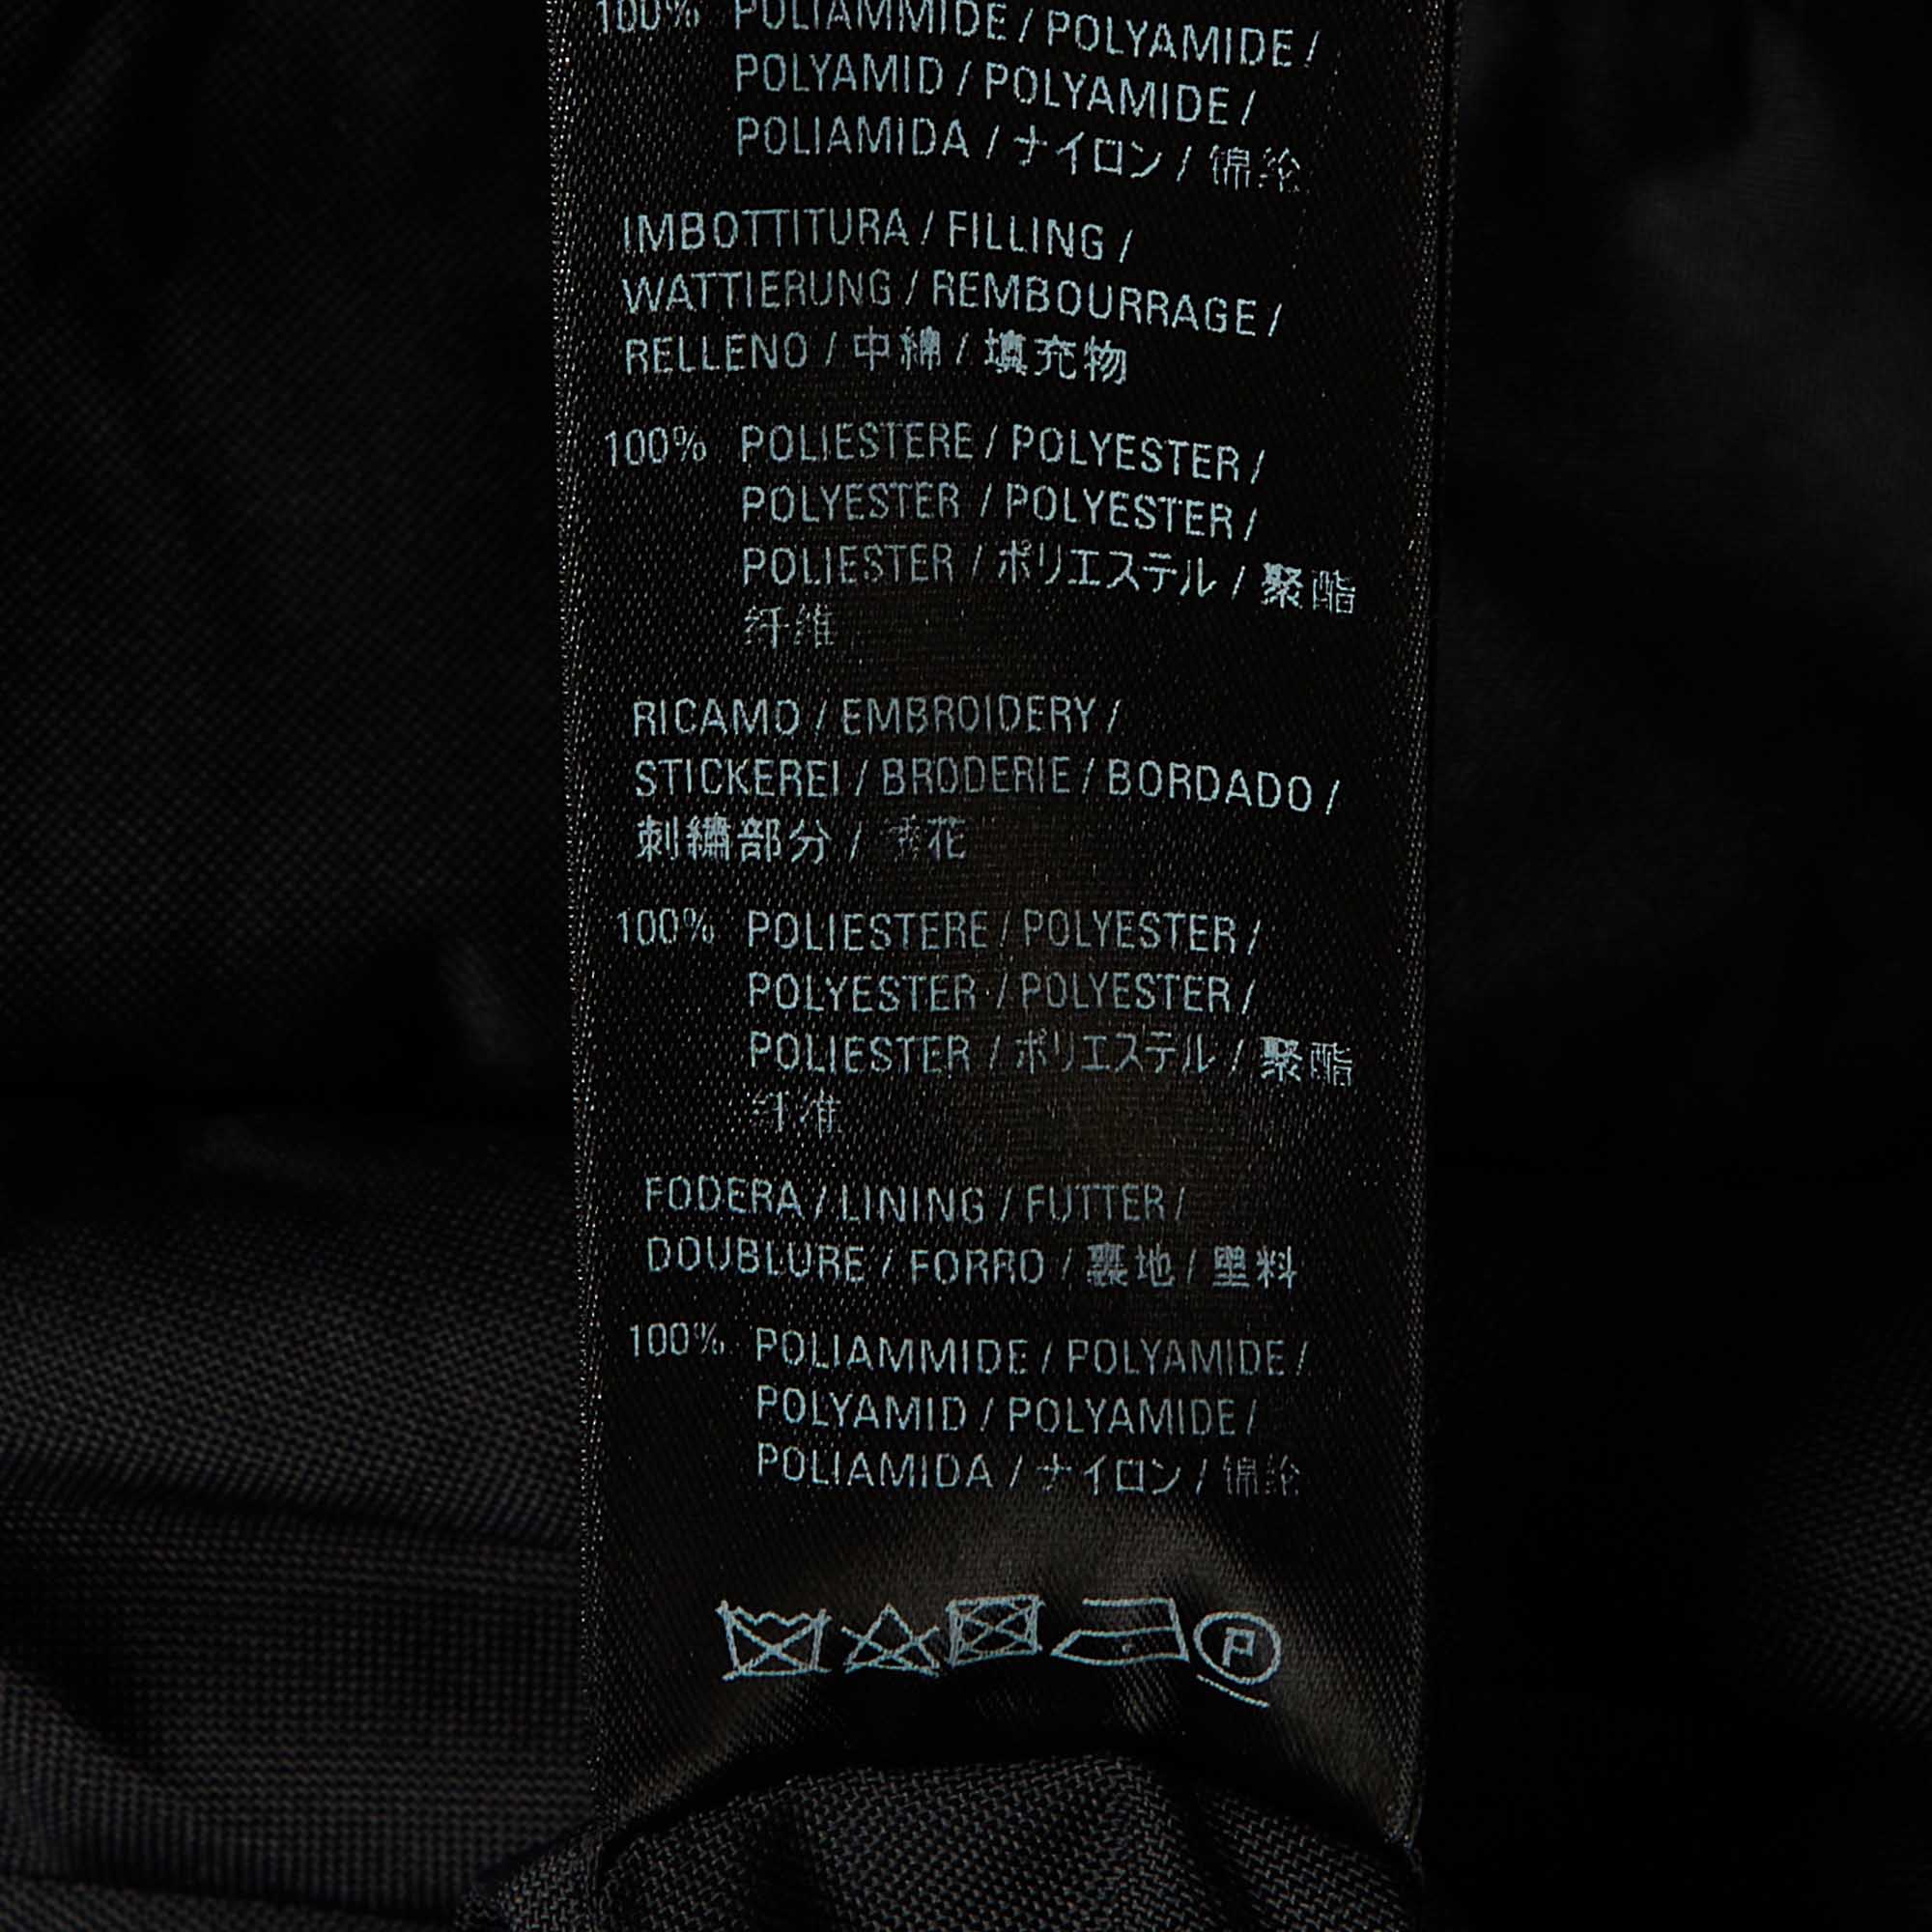 100% POLIAMMIDE / POLYAMIDE /
POLYAMID / POLYAMIDE /
POLIAMIDA / ナイロン / 锦纶
IMBOTTITURA / FILLING /
WATTIERUNG / REMBOURRAGE /
RELLENO / 中綿 / 填充物
100% POLIESTERE / POLYESTER /
POLYESTER / POLYESTER /
POLIESTER / ポリエステル / 聚酯
纤维
RICAMO / EMBROIDERY /
STICKEREI / BRODERIE / BORDADO /
刺繍部分 /
100% POLIESTERE / POLYESTER /
POLYESTER / POLYESTER /
POLIESTER / ポリエステル / 聚酯
纤维
FODERA / LINING / FUTTER /
DOUBLURE / FORRO / 裏地 / 里料
100% POLIAMMIDE / POLYAMIDE /
POLYAMID / POLYAMIDE /
POLIAMIDA / ナイロン / 锦纶
P